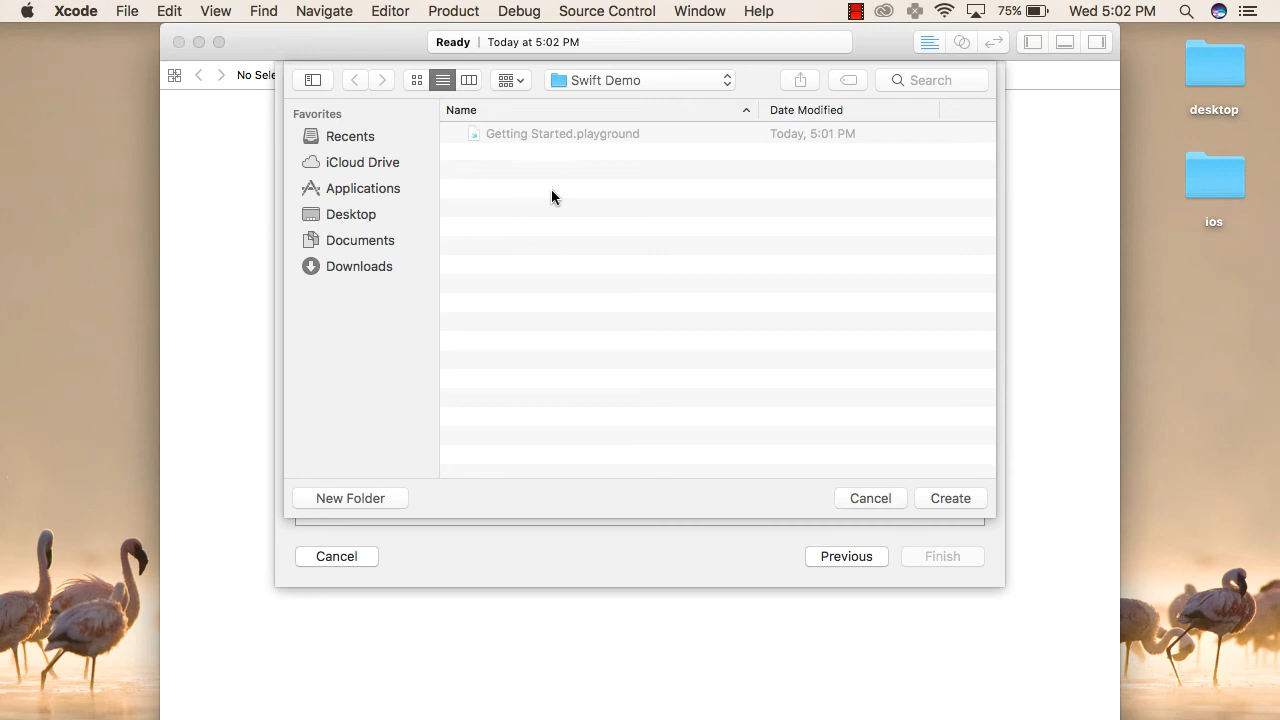 Xcode File Edit View Find Navigate Editor Product Debug Source Control Window Help 75% Wed 5:02 PM
Ready | Today at 5:02 PM
No Sele
Swift Demo
Search
Favorites
Recents
iCloud Drive
Applications
Desktop
Documents
Downloads
Name Date Modified
Getting Started.playground Today, 5:01 PM
New Folder Cancel Create
Cancel Previous Finish
desktop
ios